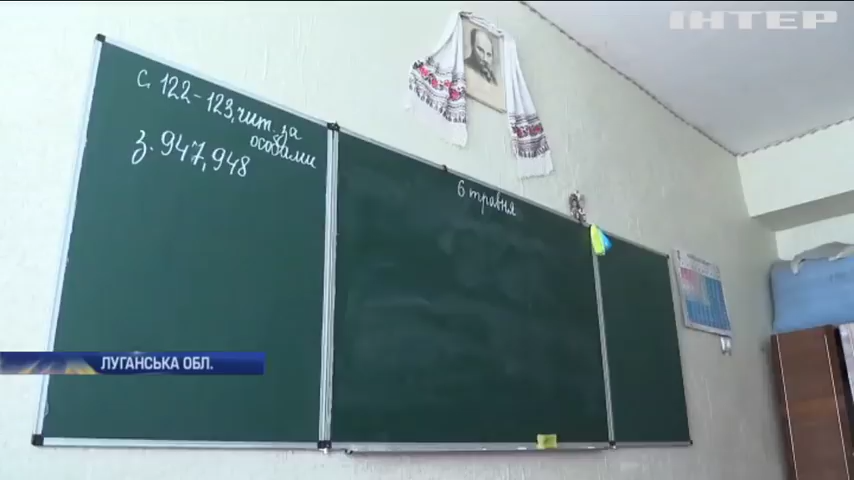 ІНТЕР
с. 122-123, чит. за
особами
з. 947, 948
6 травня
ЛУГАНСЬКА ОБЛ.